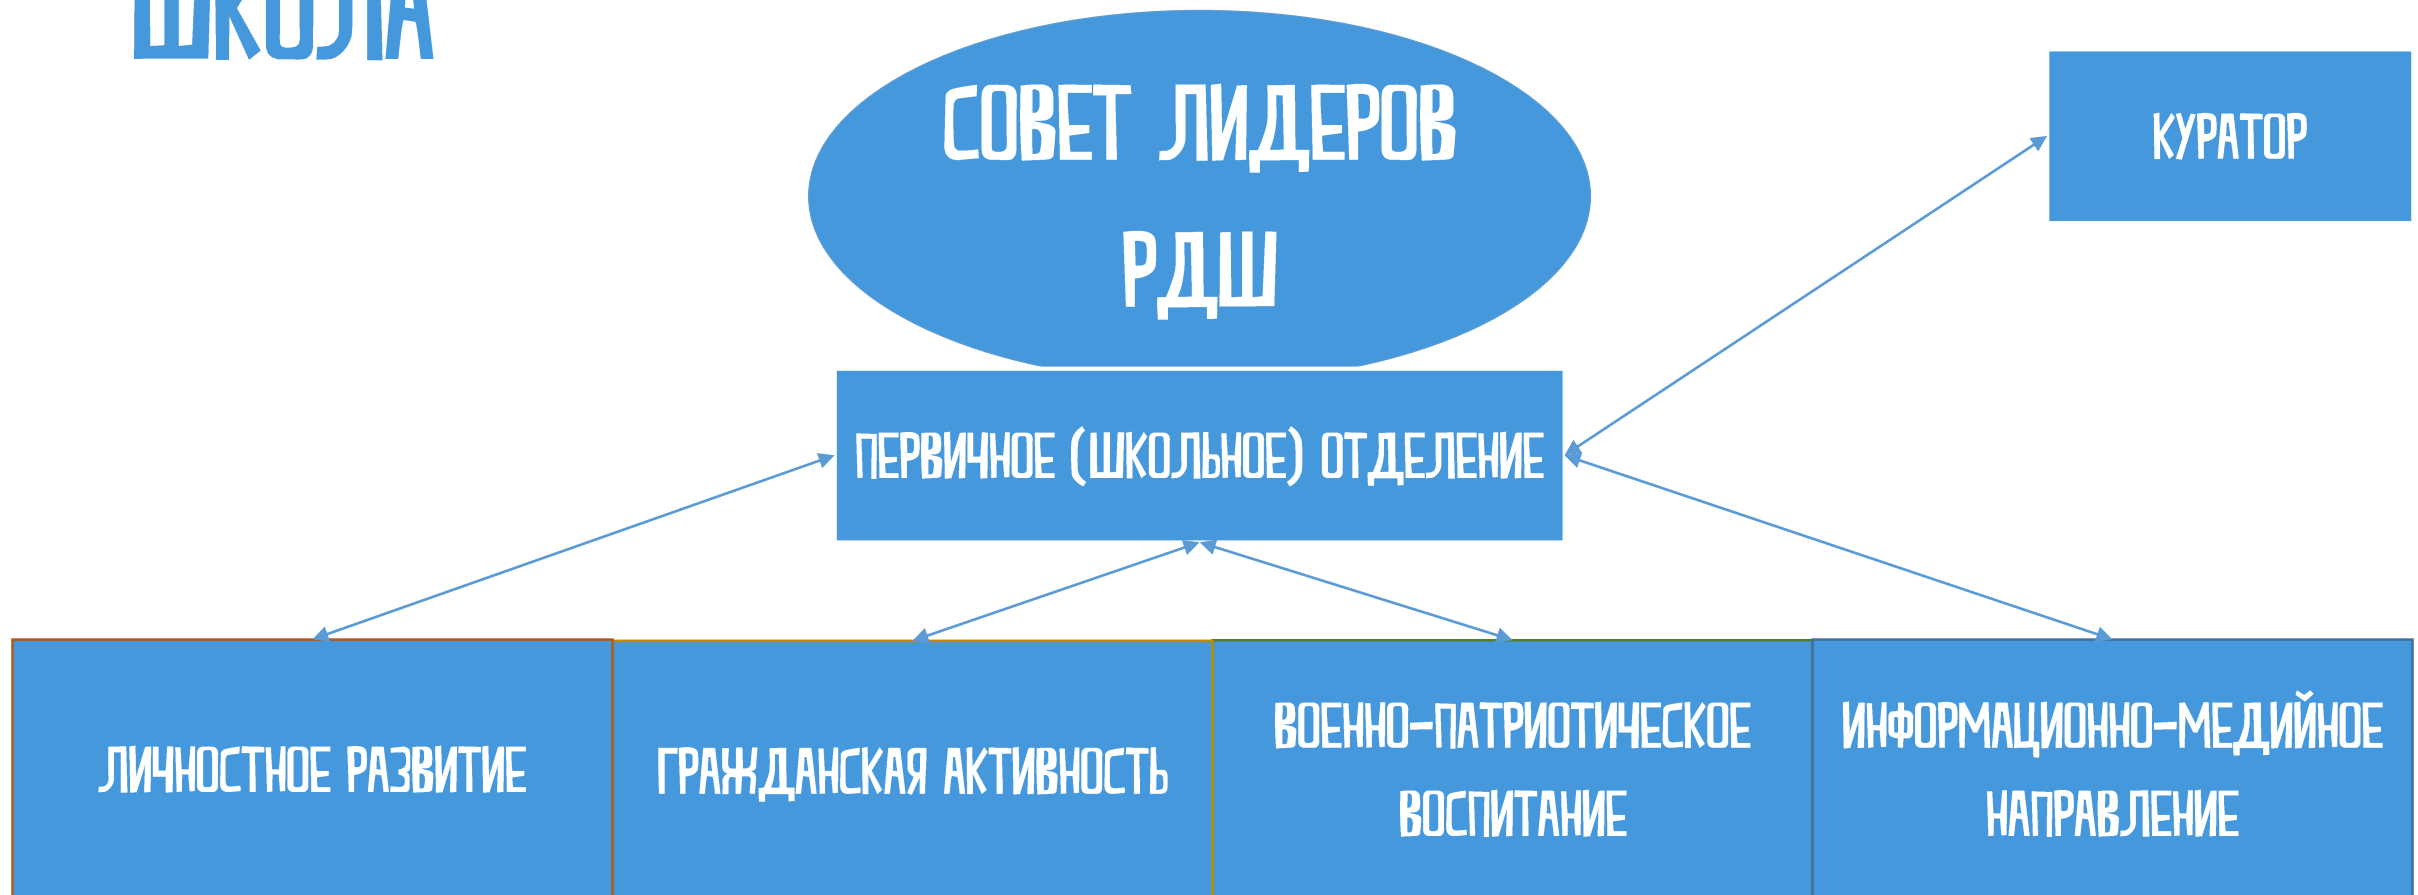 ШКОЛА
СОВЕТ ЛИДЕРОВ
РДШ
КУРАТОР
ПЕРВИЧНОЕ (ШКОЛЬНОЕ) ОТДЕЛЕНИЕ
ЛИЧНОСТНОЕ РАЗВИТИЕ
ГРАЖДАНСКАЯ АКТИВНОСТЬ
ВОЕННО-ПАТРИОТИЧЕСКОЕ
ВОСПИТАНИЕ
ИНФОРМАЦИОННО-МЕДИЙНОЕ
НАПРАВЛЕНИЕ